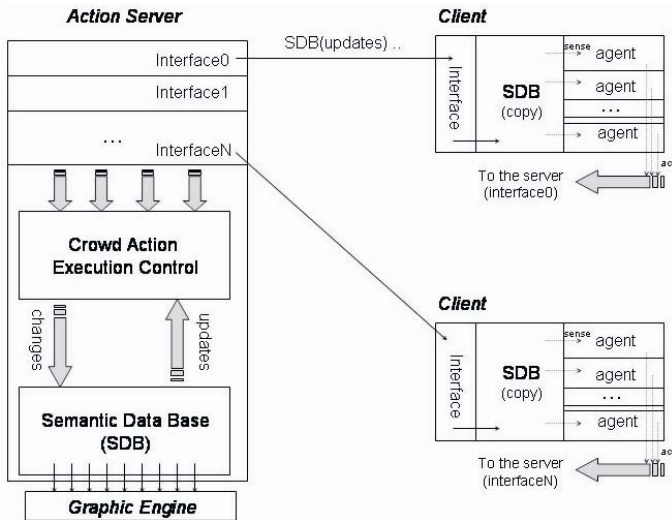 Action Server
Interface0
Interface1
...
InterfaceN
Crowd Action
Execution Control
changes
updates
Semantic Data Base
(SDB)
Graphic Engine
SDB(updates) ..
Client
Interface
SDB
(copy)
sense
agent
agent
...
agent
To the server
(interface0)
Client
Interface
SDB
(copy)
sense
agent
agent
...
agent
To the server
(interfaceN)